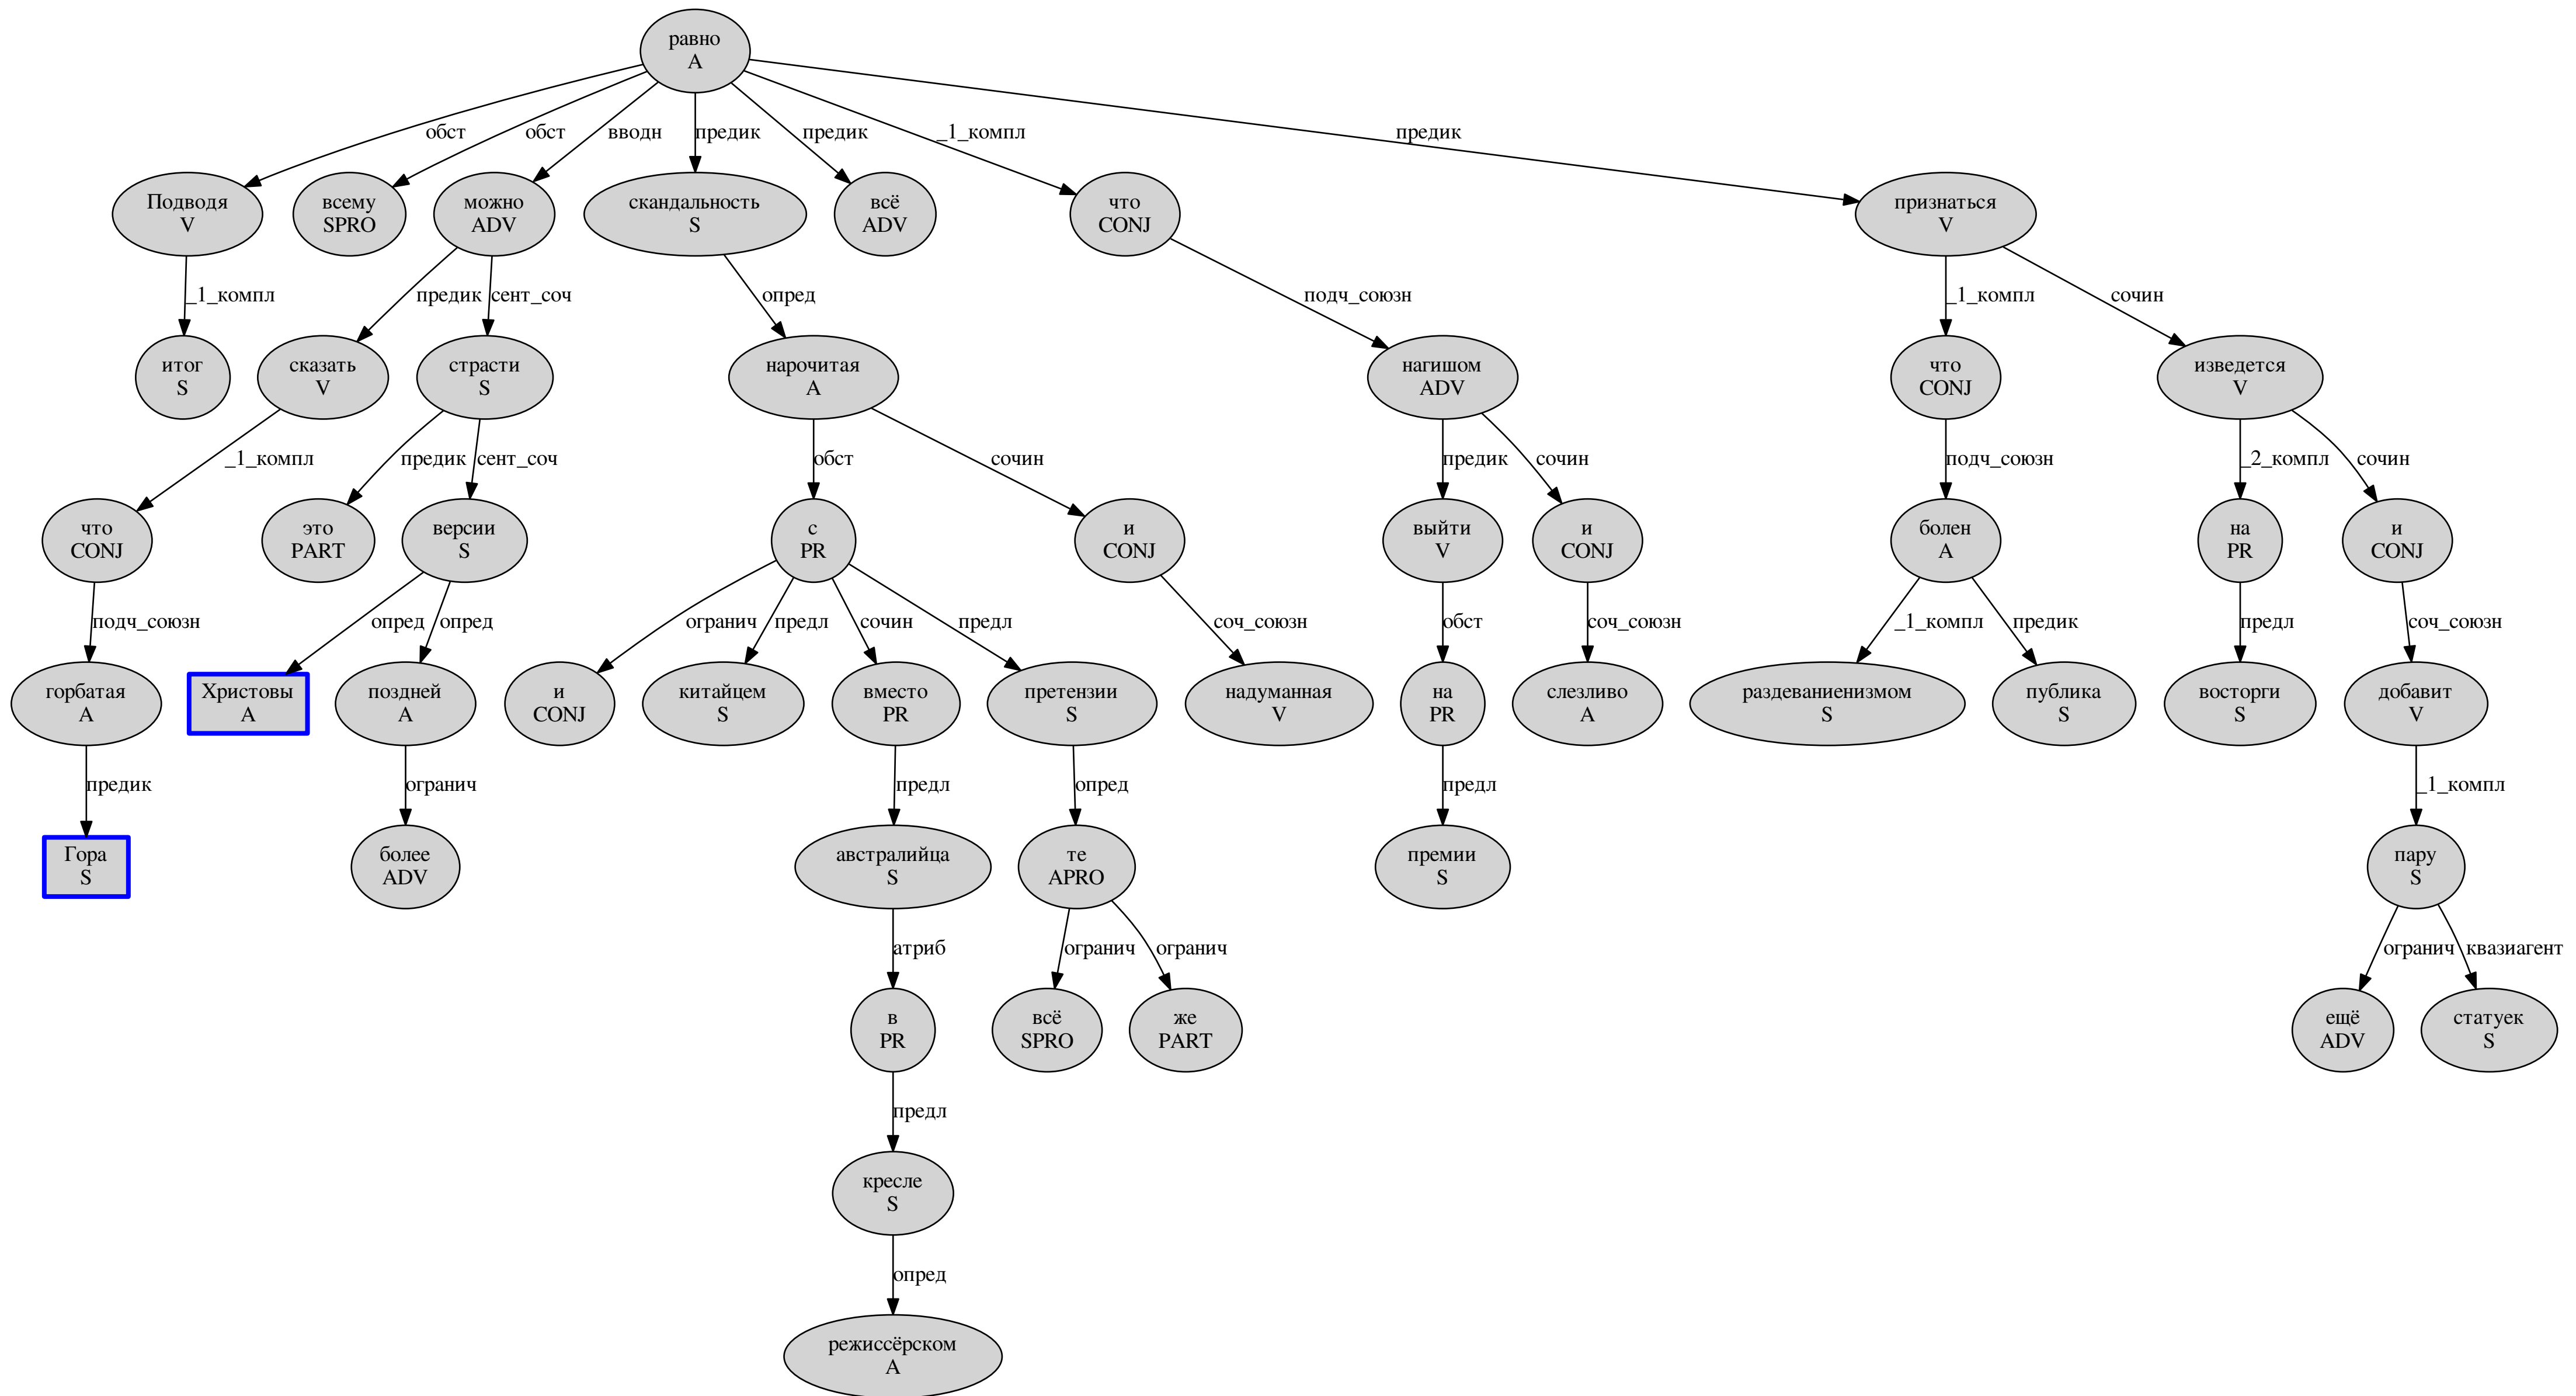 равно
A
обст
обст
вводн
предик
предик
_1_компл
предик
Подводя
V
всему
SPRO
можно
ADV
скандальность
S
всё
ADV
что
CONJ
признаться
V
_1_компл
предик
сент_соч
опред
подч_союзн
_1_компл
сочин
итог
S
сказать
V
страсти
S
нарочитая
A
нагишом
ADV
что
CONJ
изведется
V
_1_компл
предик
сент_соч
обст
сочин
предик
сочин
подч_союзн
_2_компл
сочин
что
CONJ
это
PART
версии
S
с
PR
и
CONJ
выйти
V
и
CONJ
болен
A
на
PR
и
CONJ
подч_союзн
опред
опред
огранич
предл
сочин
предл
соч_союзн
обст
соч_союзн
_1_компл
предик
предл
соч_союзн
горбатая
A
Христовы
A
поздней
A
и
CONJ
китайцем
S
вместо
PR
претензии
S
надуманная
V
на
PR
слезливо
A
раздеваниенизмом
S
публика
S
восторги
S
добавит
V
предик
огранич
предл
опред
предл
_1_компл
Гора
S
более
ADV
австралийца
S
те
APRO
премии
S
пару
S
атриб
огранич
огранич
огранич
квазиагент
в
PR
всё
SPRO
же
PART
ещё
ADV
статуек
S
предл
кресле
S
опред
режиссёрском
A